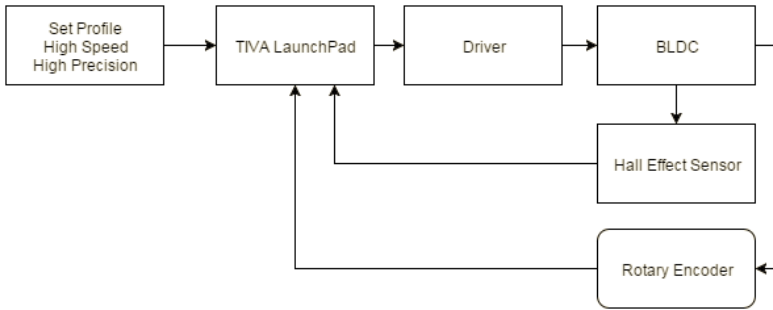 Set Profile
High Speed
High Precision
TIVA LaunchPad
Driver
BLDC
Hall Effect Sensor
Rotary Encoder